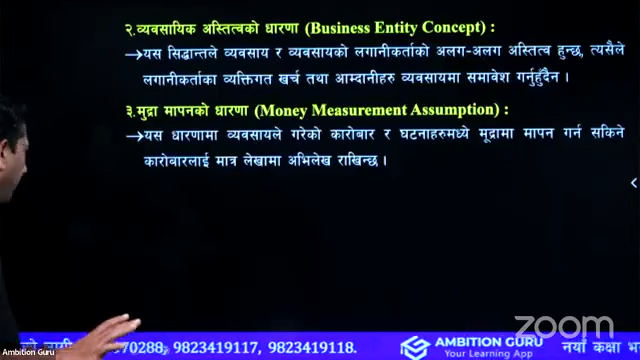 २. व्यवसायिक अस्तित्वको धारणा (Business Entity Concept) :
→यस सिद्धान्तले व्यवसाय र व्यवसायको लगानीकर्ताको अलग-अलग अस्तित्व हुन्छ, त्यसैले
लगानीकर्ताका व्यक्तिगत खर्च तथा आम्दानीहरु व्यवसायमा समावेश गर्नुहुँदैन ।
३. मुद्रा मापनको धारणा (Money Measurement Assumption) :
→यस धारणामा व्यवसायले गरेको कारोबार र घटनाहरुमध्ये मूद्रामा मापन गर्न सकिने
कारोबारलाई मात्र लेखामा अभिलेख राखिन्छ ।
zoom
70288, 9823419117, 9823419118.
AMBITION GURU
Your Learning App
नयाँ कक्षा
Ambition Guru